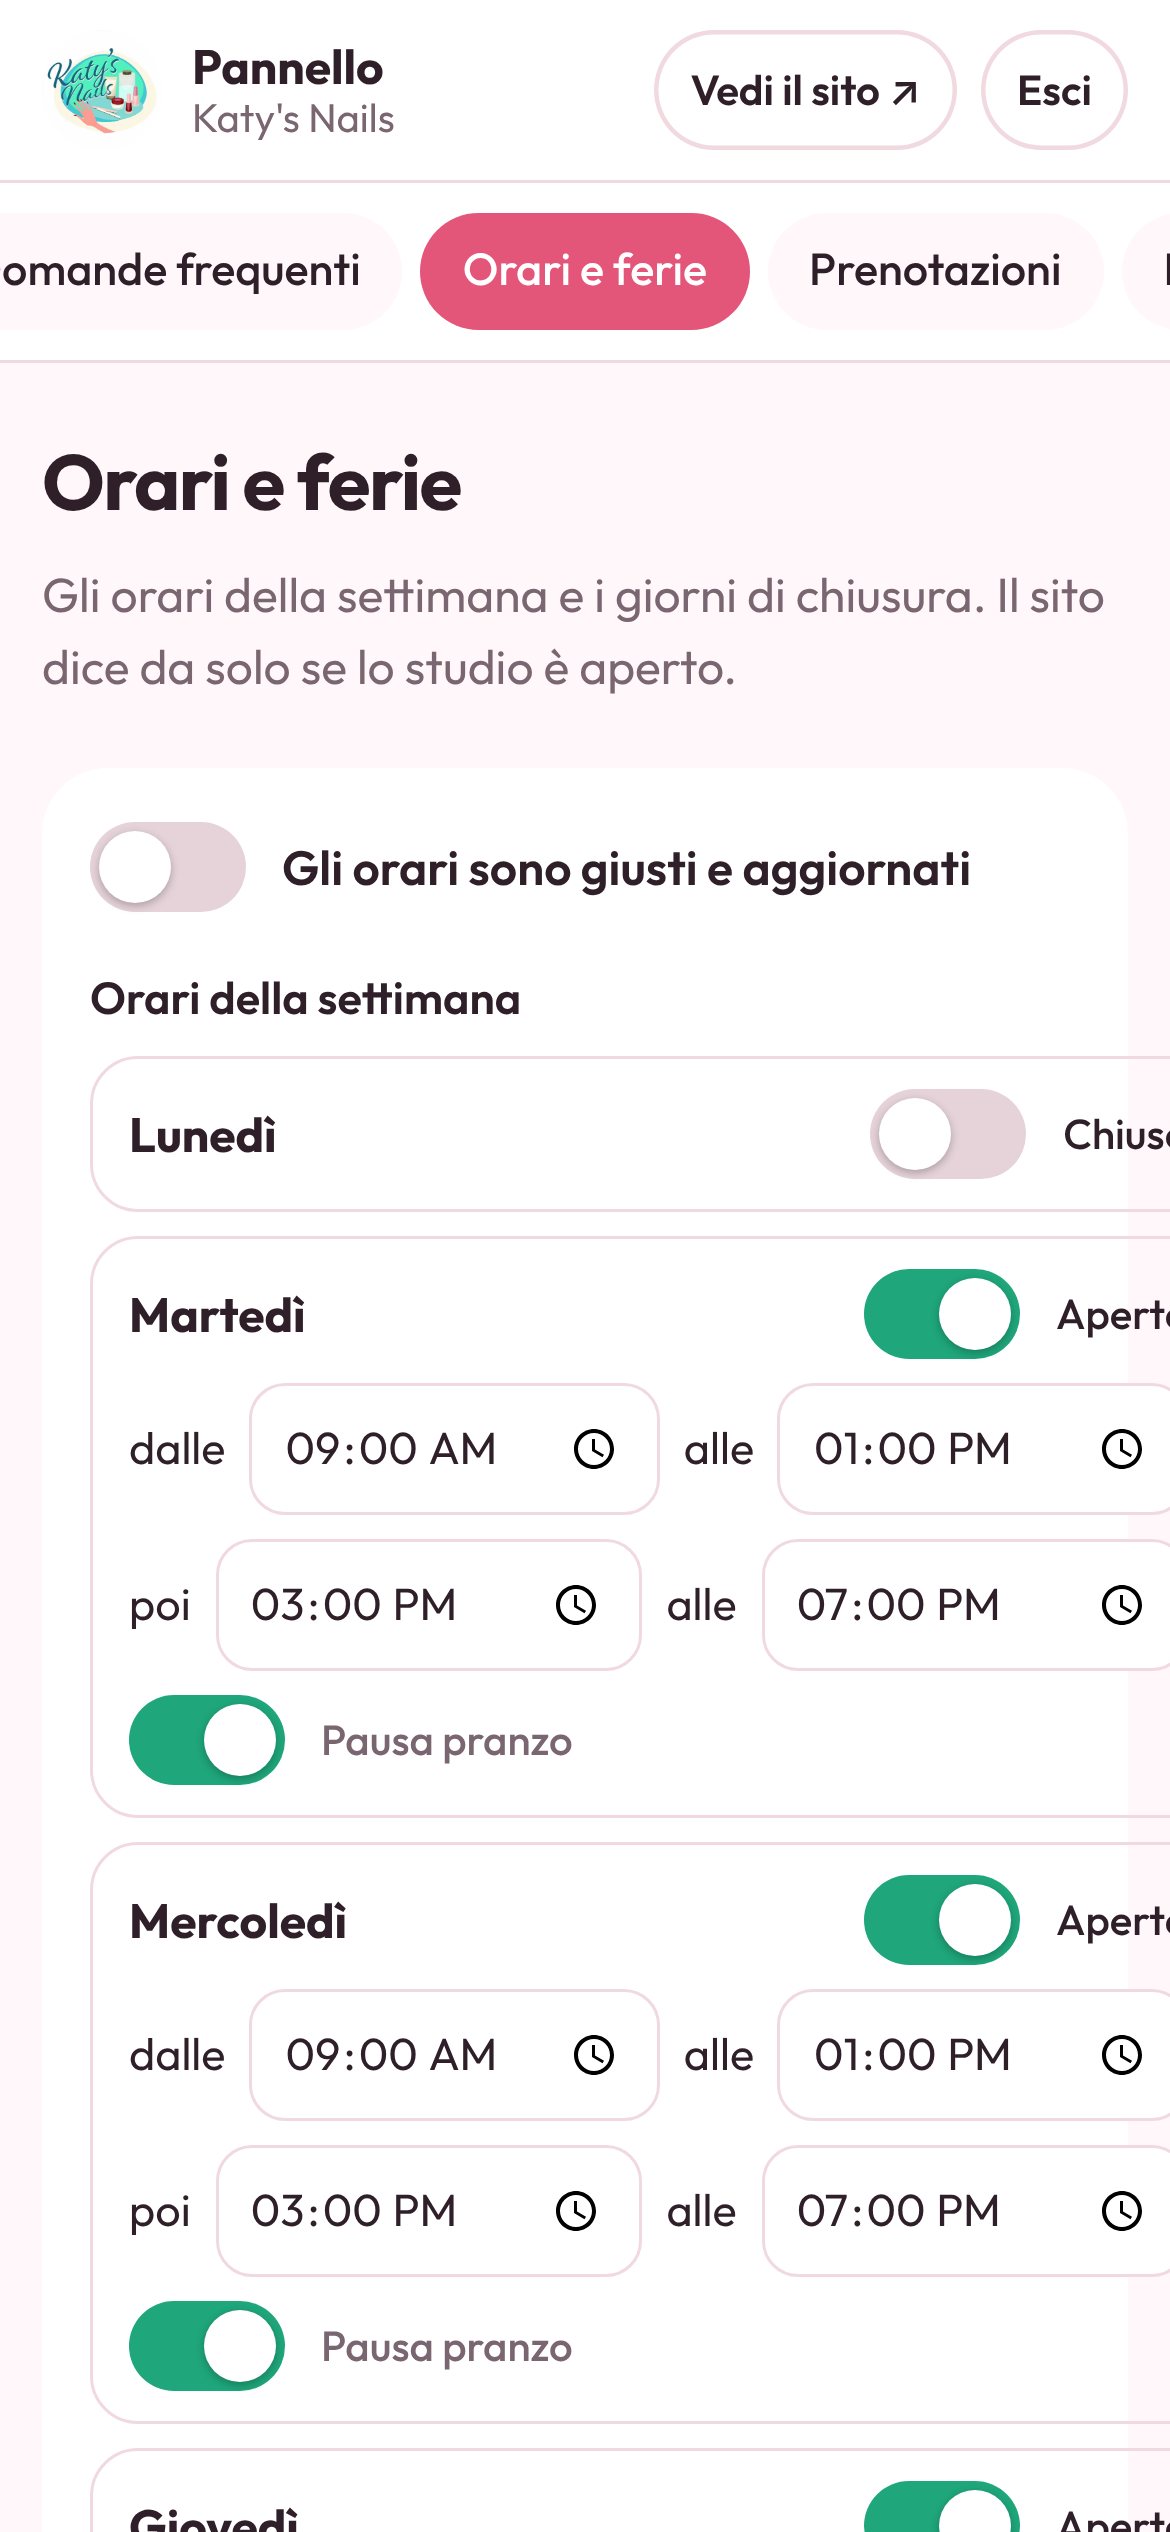 Katy's
Nails
Pannello
Katy's Nails
Vedi il sito ↗
Esci
omande frequenti
Orari e ferie
Prenotazioni
Orari e ferie
Gli orari della settimana e i giorni di chiusura. Il sito
dice da solo se lo studio è aperto.
Gli orari sono giusti e aggiornati
Orari della settimana
Lunedì
Martedì
dalle 09:00 AM alle 01:00 PM
poi 03:00 PM alle 07:00 PM
Pausa pranzo
Mercoledì
dalle 09:00 AM alle 01:00 PM
poi 03:00 PM alle 07:00 PM
Pausa pranzo
Giovedì